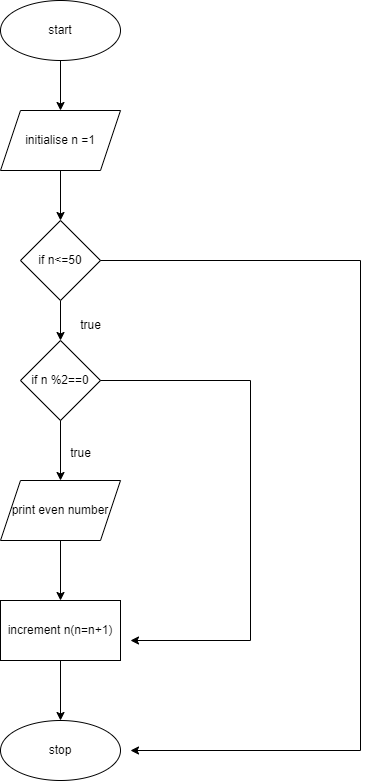 start
initialise n =1
if n<=50
true
if n %2==0
true
print even number
increment n(n=n+1)
stop